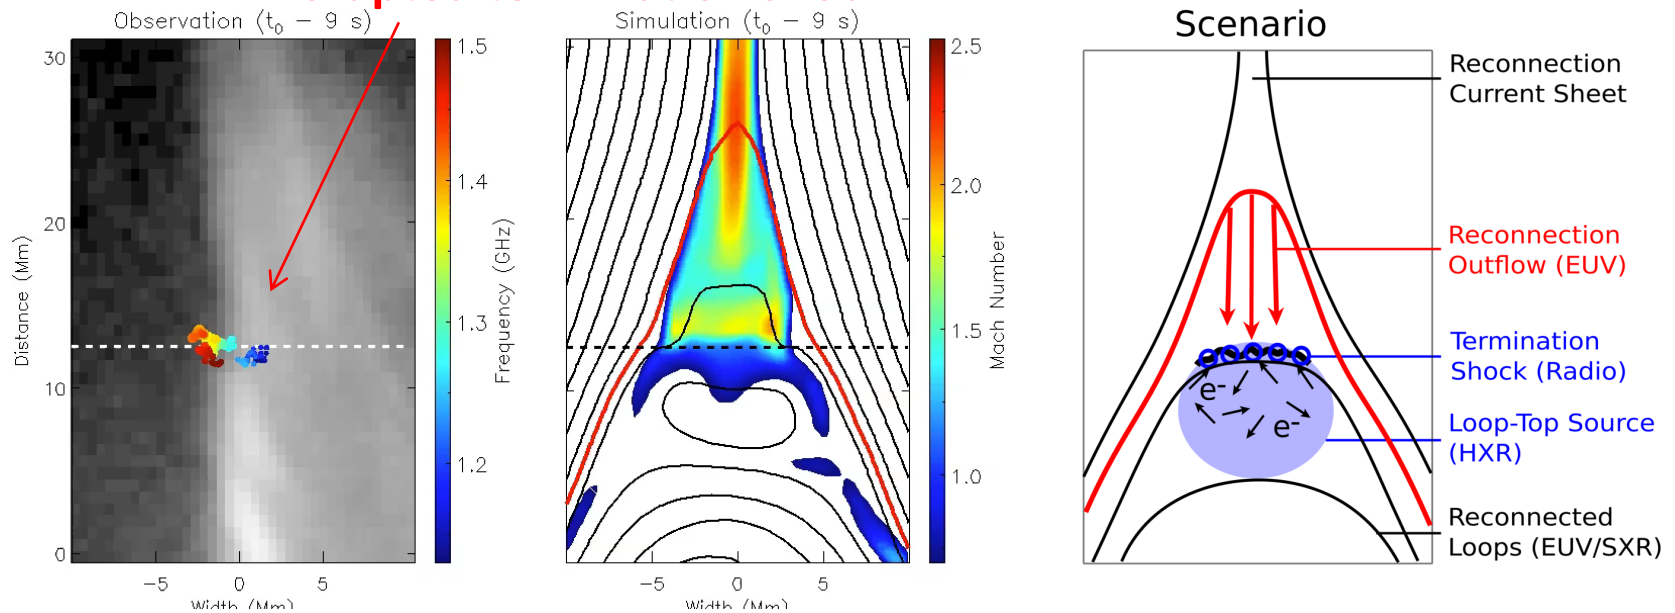 Observation (t0 − 9 s)
30
20
10
0
Distance (Mm)
−5 0 5
Width (Mm)
1.5
1.4
1.3
1.2
Frequency (GHz)
Simulation (t0 − 9 s)
−5 0 5
Width (Mm)
2.5
2.0
1.5
1.0
Mach Number
Scenario
Reconnection
Current Sheet
Reconnection
Outflow (EUV)
Termination
Shock (Radio)
Loop-Top Source
(HXR)
Reconnected
Loops (EUV/SXR)
e-
e-